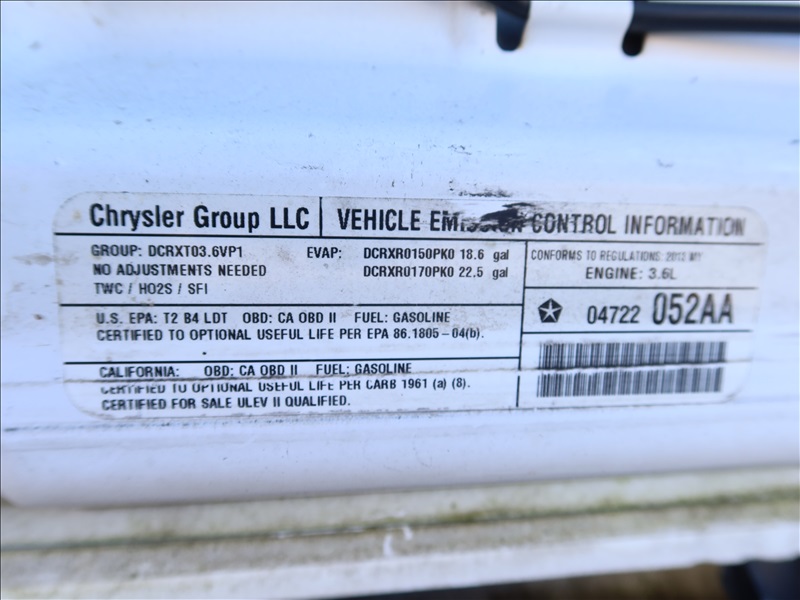 Chrysler Group LLC | VEHICLE EMISSION CONTROL INFORMATION
GROUP: DCRXT03.6VP1
NO ADJUSTMENTS NEEDED
TWC / HO2S / SFI
EVAP: DCRXR0150PK0 18.6 gal
DCRXR0170PK0 22.5 gal
CONFORMS TO REGULATIONS: 2013 MY
ENGINE: 3.6L
U.S. EPA: T2 B4 LDT OBD: CA OBD II FUEL: GASOLINE
CERTIFIED TO OPTIONAL USEFUL LIFE PER EPA 86.1805-04(b).
04722 052AA
CALIFORNIA: OBD: CA OBD II FUEL: GASOLINE
CERTIFIED TO OPTIONAL USEFUL LIFE PER CARB 1961 (a) (8).
CERTIFIED FOR SALE ULEV II QUALIFIED.